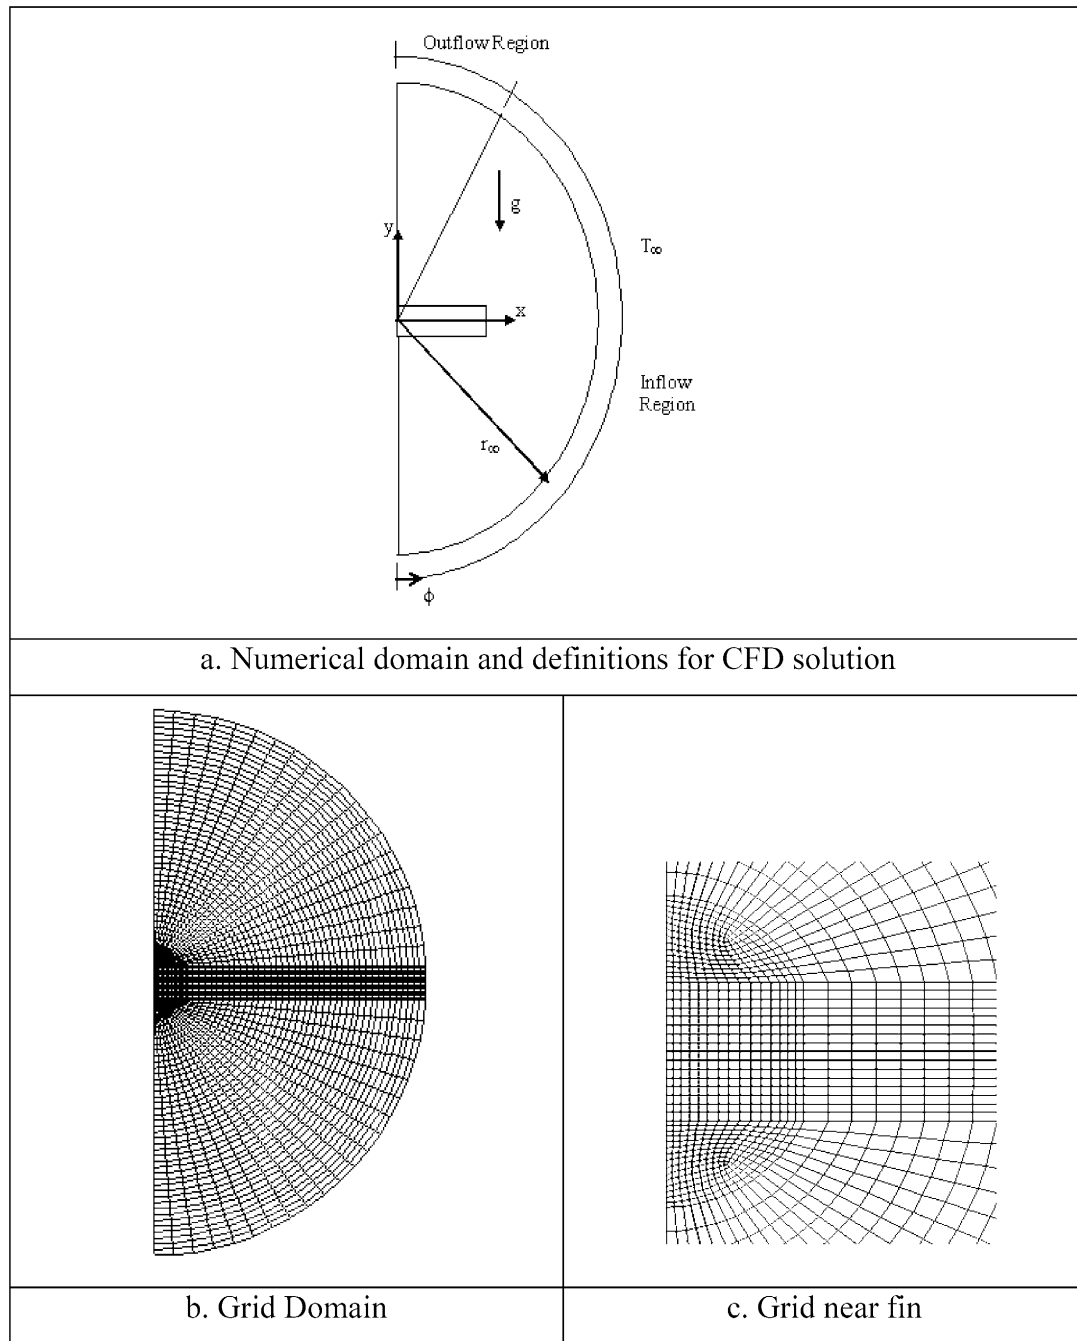 Outflow Region
g
y
T∞
x
Inflow
Region
r∞
ϕ
a. Numerical domain and definitions for CFD solution
b. Grid Domain
c. Grid near fin